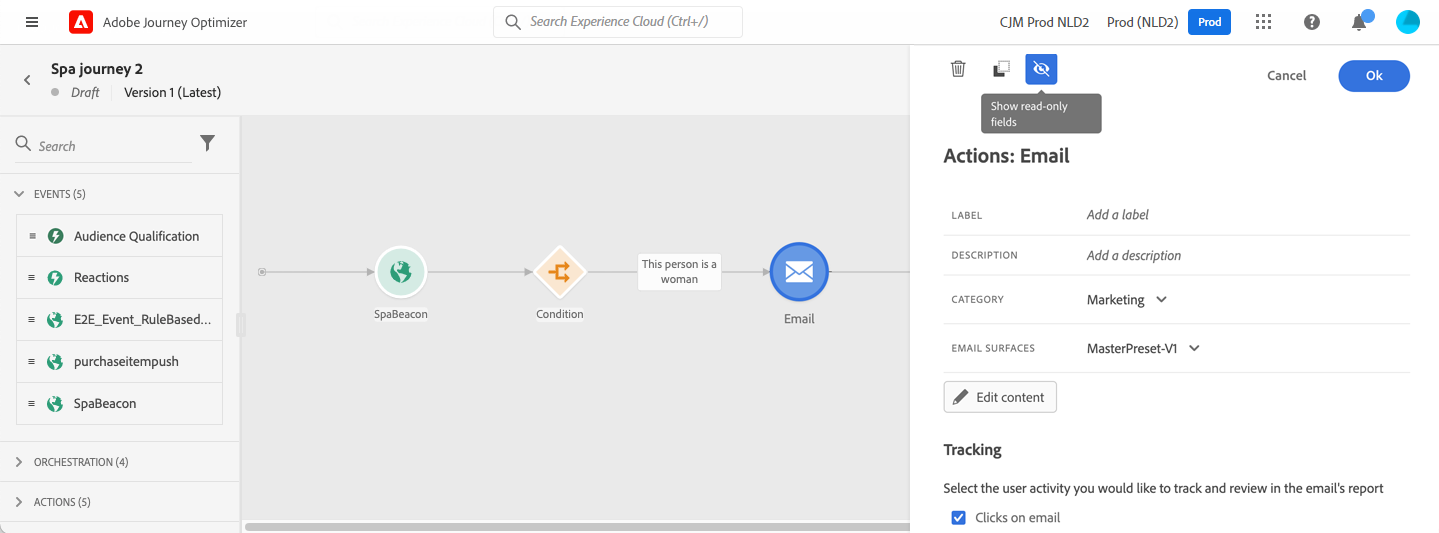 Adobe Journey Optimizer
Search Experience Cloud (Ctrl+/)
CJM Prod NLD2
Prod (NLD2)
Prod
Spa journey 2
Draft
Version 1 (Latest)
Search
EVENTS (5)
Audience Qualification
Reactions
E2E_Event_RuleBased...
purchaseitempush
SpaBeacon
ORCHESTRATION (4)
ACTIONS (5)
SpaBeacon
Condition
This person is a
woman
Email
Cancel
Ok
Show read-only
fields
Actions: Email
LABEL
Add a label
DESCRIPTION
Add a description
CATEGORY
Marketing
EMAIL SURFACES
MasterPreset-V1
Edit content
Tracking
Select the user activity you would like to track and review in the email's report
Clicks on email